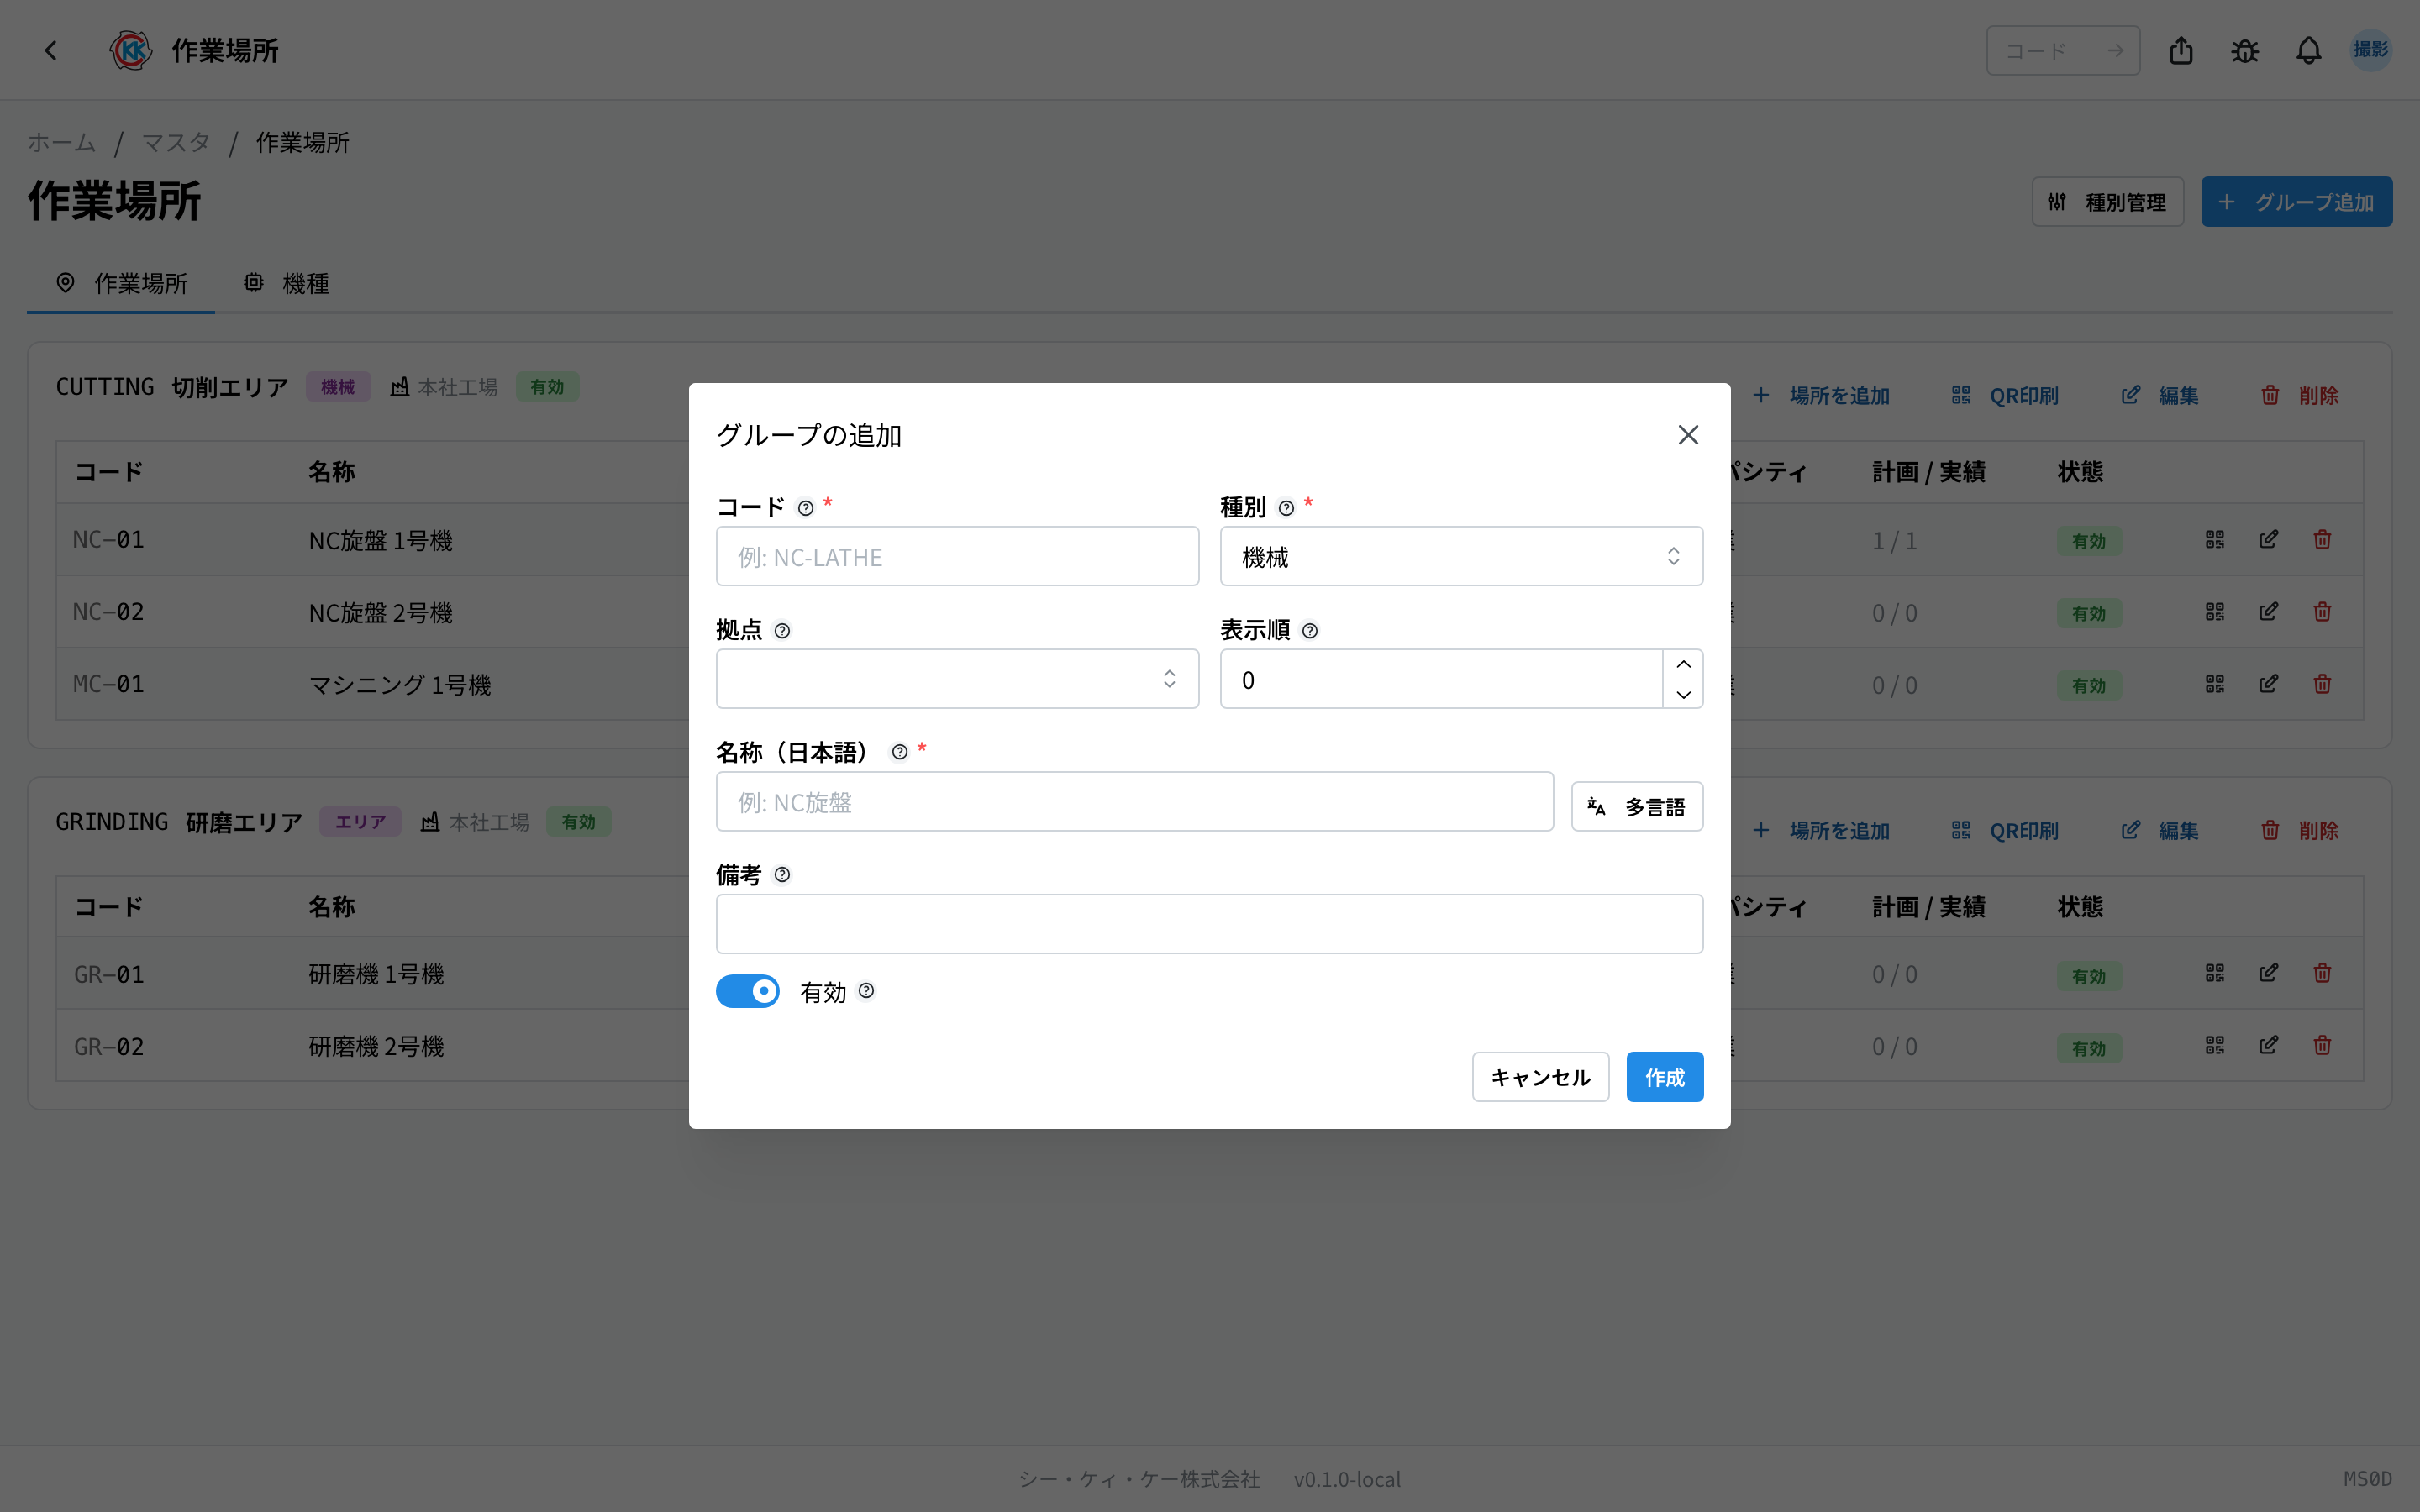 KK 作業場所 コード 撮影
ホーム / マスタ / 作業場所
作業場所 種別管理 グループ追加
作業場所 機種
CUTTING 切削エリア 機械 本社工場 有効 場所を追加 QR印刷 編集 削除
コード 名称 パシティ 計画 / 実績 状態
NC-01 NC旋盤 1号機 1 / 1 有効
NC-02 NC旋盤 2号機 0 / 0 有効
MC-01 マシニング 1号機 0 / 0 有効
GRINDING 研磨エリア エリア 本社工場 有効 場所を追加 QR印刷 編集 削除
コード 名称 パシティ 計画 / 実績 状態
GR-01 研磨機 1号機 0 / 0 有効
GR-02 研磨機 2号機 0 / 0 有効
グループの追加
コード * 種別 *
例: NC-LATHE 機械
拠点 表示順
0
名称（日本語） *
例: NC旋盤 多言語
備考
有効
キャンセル 作成
シー・ケィ・ケー株式会社 v0.1.0-local MS0D